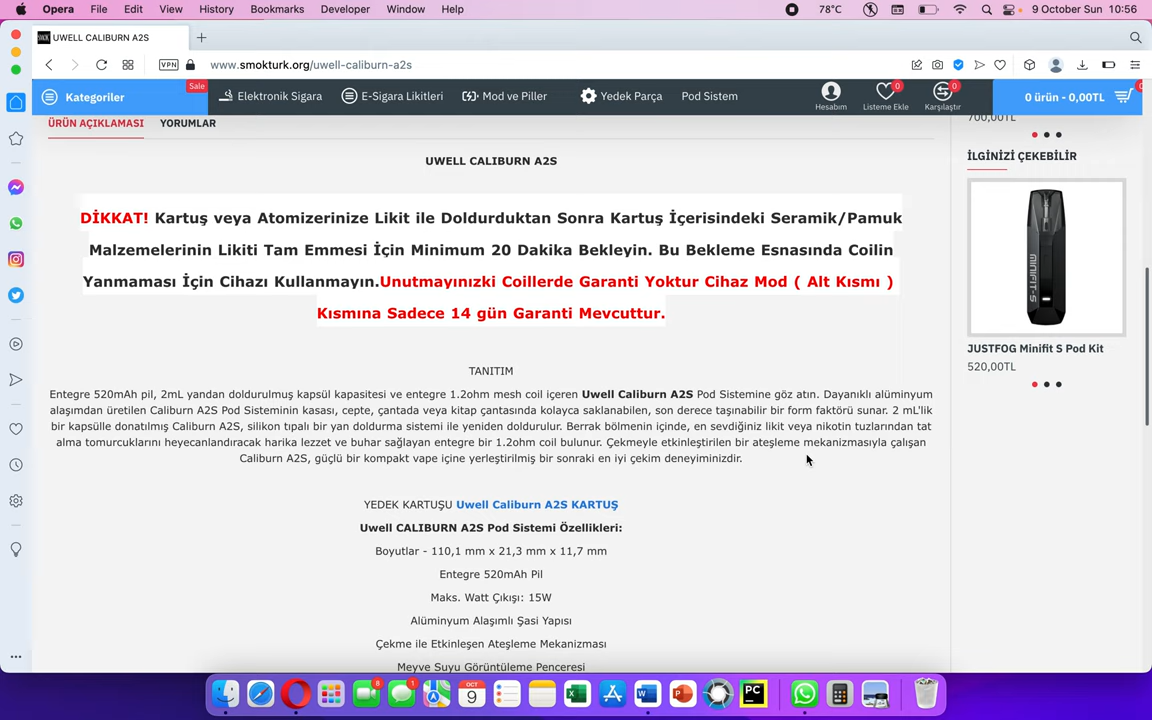 Opera File Edit View History Bookmarks Developer Window Help 78°C 9 October Sun 10:56
UWELL CALIBURN A2S
VPN www.smokturk.org/uwell-caliburn-a2s
Kategoriler Sale Elektronik Sigara E-Sigara Likitleri Mod ve Piller Yedek Parça Pod Sistem Hesabım 0 Listeme Ekle 0 Karşılaştır 0 ürün - 0,00TL
ÜRÜN AÇIKLAMASI YORUMLAR
UWELL CALIBURN A2S
DİKKAT! Kartuş veya Atomizerinize Likit ile Doldurduktan Sonra Kartuş İçerisindeki Seramik/Pamuk
Malzemelerinin Likiti Tam Emmesi İçin Minimum 20 Dakika Bekleyin. Bu Bekleme Esnasında Coilin
Yanmaması İçin Cihazı Kullanmayın.Unutmayınızki Coillerde Garanti Yoktur Cihaz Mod ( Alt Kısmı )
Kısmına Sadece 14 gün Garanti Mevcuttur.
TANITIM
Entegre 520mAh pil, 2mL yandan doldurulmuş kapsül kapasitesi ve entegre 1.2ohm mesh coil içeren Uwell Caliburn A2S Pod Sistemine göz atın. Dayanıklı alüminyum
alaşımdan üretilen Caliburn A2S Pod Sisteminin kasası, cepte, çantada veya kitap çantasında kolayca saklanabilen, son derece taşınabilir bir form faktörü sunar. 2 mL'lik
bir kapsülle donatılmış Caliburn A2S, silikon tıpalı bir yan doldurma sistemi ile yeniden doldurulur. Berrak bölmenin içinde, en sevdiğiniz likit veya nikotin tuzlarından tat
alma tomurcuklarını heyecanlandıracak harika lezzet ve buhar sağlayan entegre bir 1.2ohm coil bulunur. Çekmeyle etkinleştirilen bir ateşleme mekanizmasıyla çalışan
Caliburn A2S, güçlü bir kompakt vape içine yerleştirilmiş bir sonraki en iyi çekim deneyiminizdir.
YEDEK KARTUŞU Uwell Caliburn A2S KARTUŞ
Uwell CALIBURN A2S Pod Sistemi Özellikleri:
Boyutlar - 110,1 mm x 21,3 mm x 11,7 mm
Entegre 520mAh Pil
Maks. Watt Çıkışı: 15W
Alüminyum Alaşımlı Şasi Yapısı
Çekme ile Etkinleşen Ateşleme Mekanizması
Meyve Suyu Görüntüleme Penceresi
700,00TL
İLGİNİZİ ÇEKEBİLİR
MINIFIT-S
JUSTFOG Minifit S Pod Kit
520,00TL
8 1 OCT 9 PC